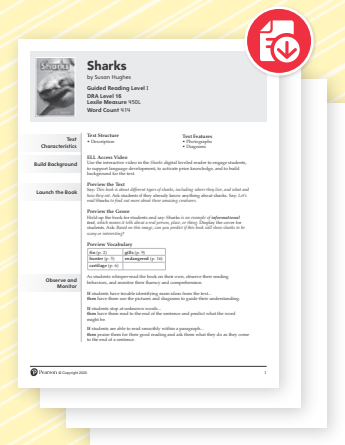 Sharks
Sharks
by Susan Hughes
Guided Reading Level I
DRA Level 16
Lexile Measure 450L
Word Count 414
Text
Characteristics
Text Structure
• Description
Text Features
• Photographs
• Diagrams
Build Background
ELL Access Video
Use the interactive video in the Shark digital leveled reader to engage students,
to support language development, to activate prior knowledge, and to build
background for the text.
Launch the Book
Preview the Text
Say: This book is about different types of sharks, including where they live, and what and
how they eat. Ask students if they already know anything about sharks. Say: Let's
read Sharks to find out more about these amazing creatures.
Preview the Genre
Hold up the book for students and say: Sharks is an example of informational
text, which means it tells about a real person, place, or thing. Display the cover for
students. Ask: Based on this image, can you predict if this book will show sharks to be
scary or interesting?
Preview Vocabulary
fin (p. 2) gills (p. 4)
hunter (p. 5) endangered (p. 16)
cartilage (p. 6)
Observe and
Monitor
As students whisper-read the book on their own, observe their reading
behaviors, and monitor their fluency and comprehension.
If students have trouble identifying main ideas from the text...
then have them use the pictures and diagrams to guide their understanding.
If students stop at unknown words...
then have them read to the end of the sentence and predict what the word
might be.
If students are able to read smoothly within a paragraph...
then praise them for their good reading and ask them what they do as they come
to the end of a sentence.
Pearson © Copyright 2020.
1